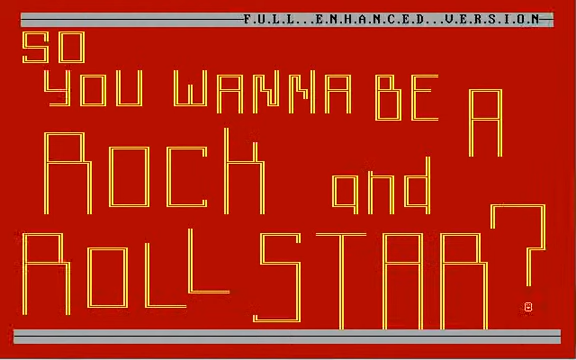 F.U.L.L...E.N.H.A.N.C.E.D...V.E.R.S.I.O.N
SO
YOU WANNA BE A
ROCK and
ROLL STAR?